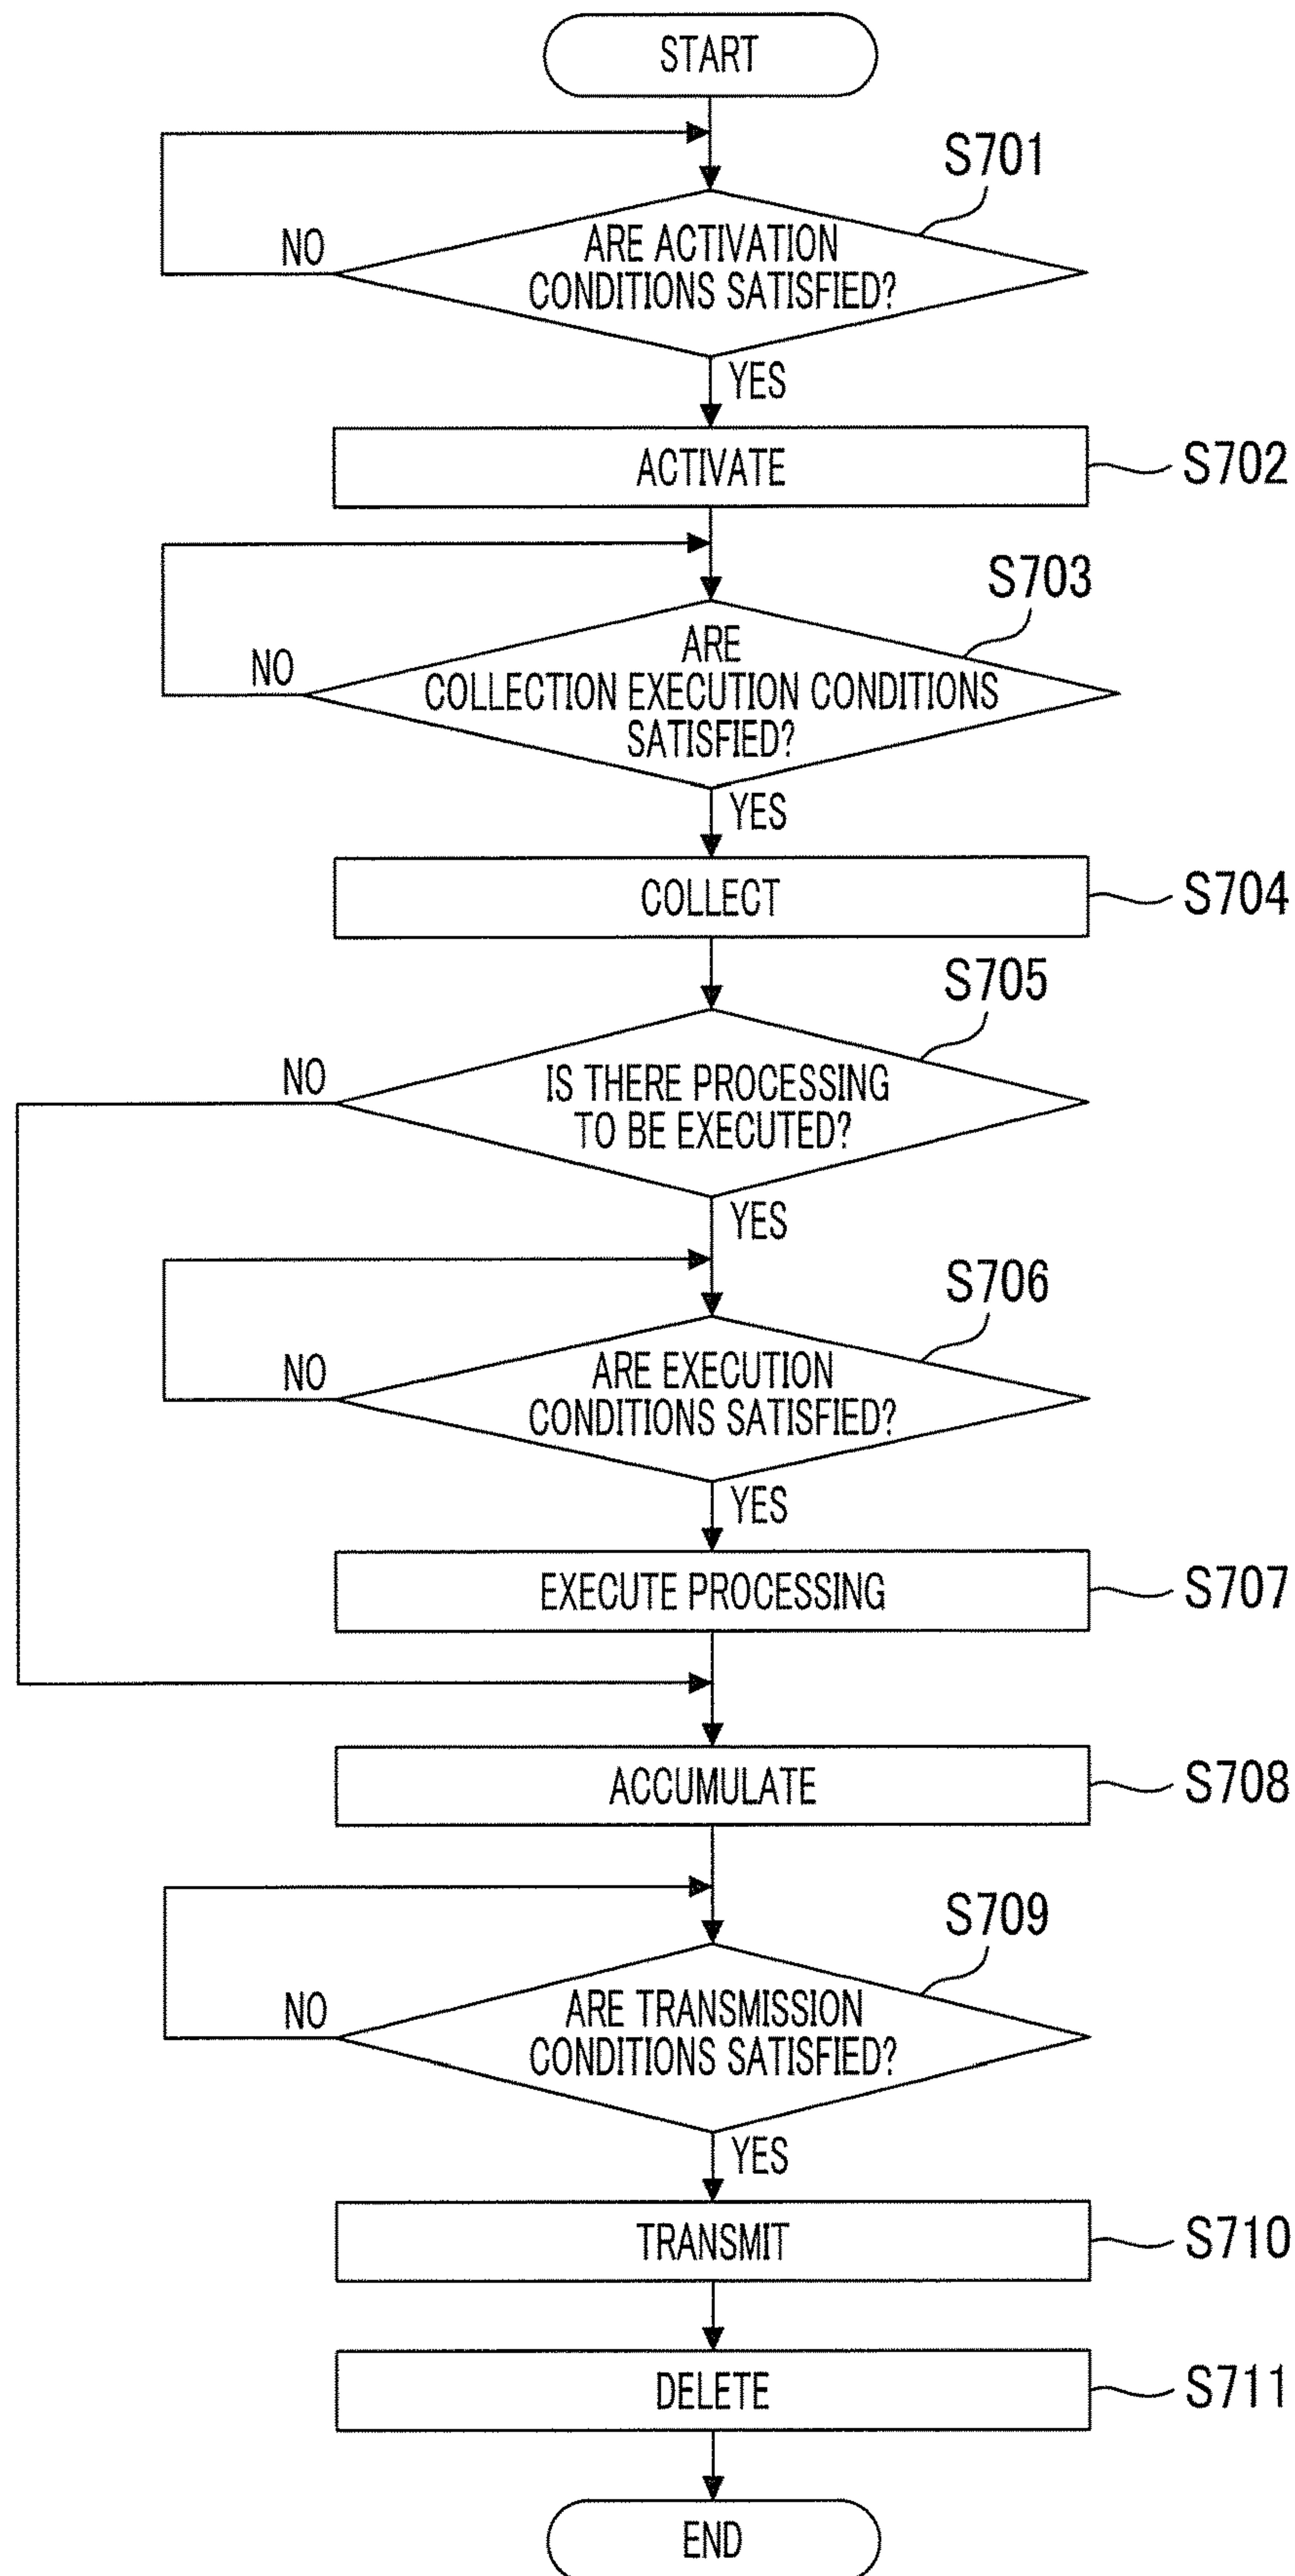 START
S701
ARE ACTIVATION
CONDITIONS SATISFIED?
NO
YES
ACTIVATE
S702
S703
ARE
COLLECTION EXECUTION CONDITIONS
SATISFIED?
NO
YES
COLLECT
S704
S705
IS THERE PROCESSING
TO BE EXECUTED?
NO
YES
S706
ARE EXECUTION
CONDITIONS SATISFIED?
NO
YES
EXECUTE PROCESSING
S707
ACCUMULATE
S708
S709
ARE TRANSMISSION
CONDITIONS SATISFIED?
NO
YES
TRANSMIT
S710
DELETE
S711
END